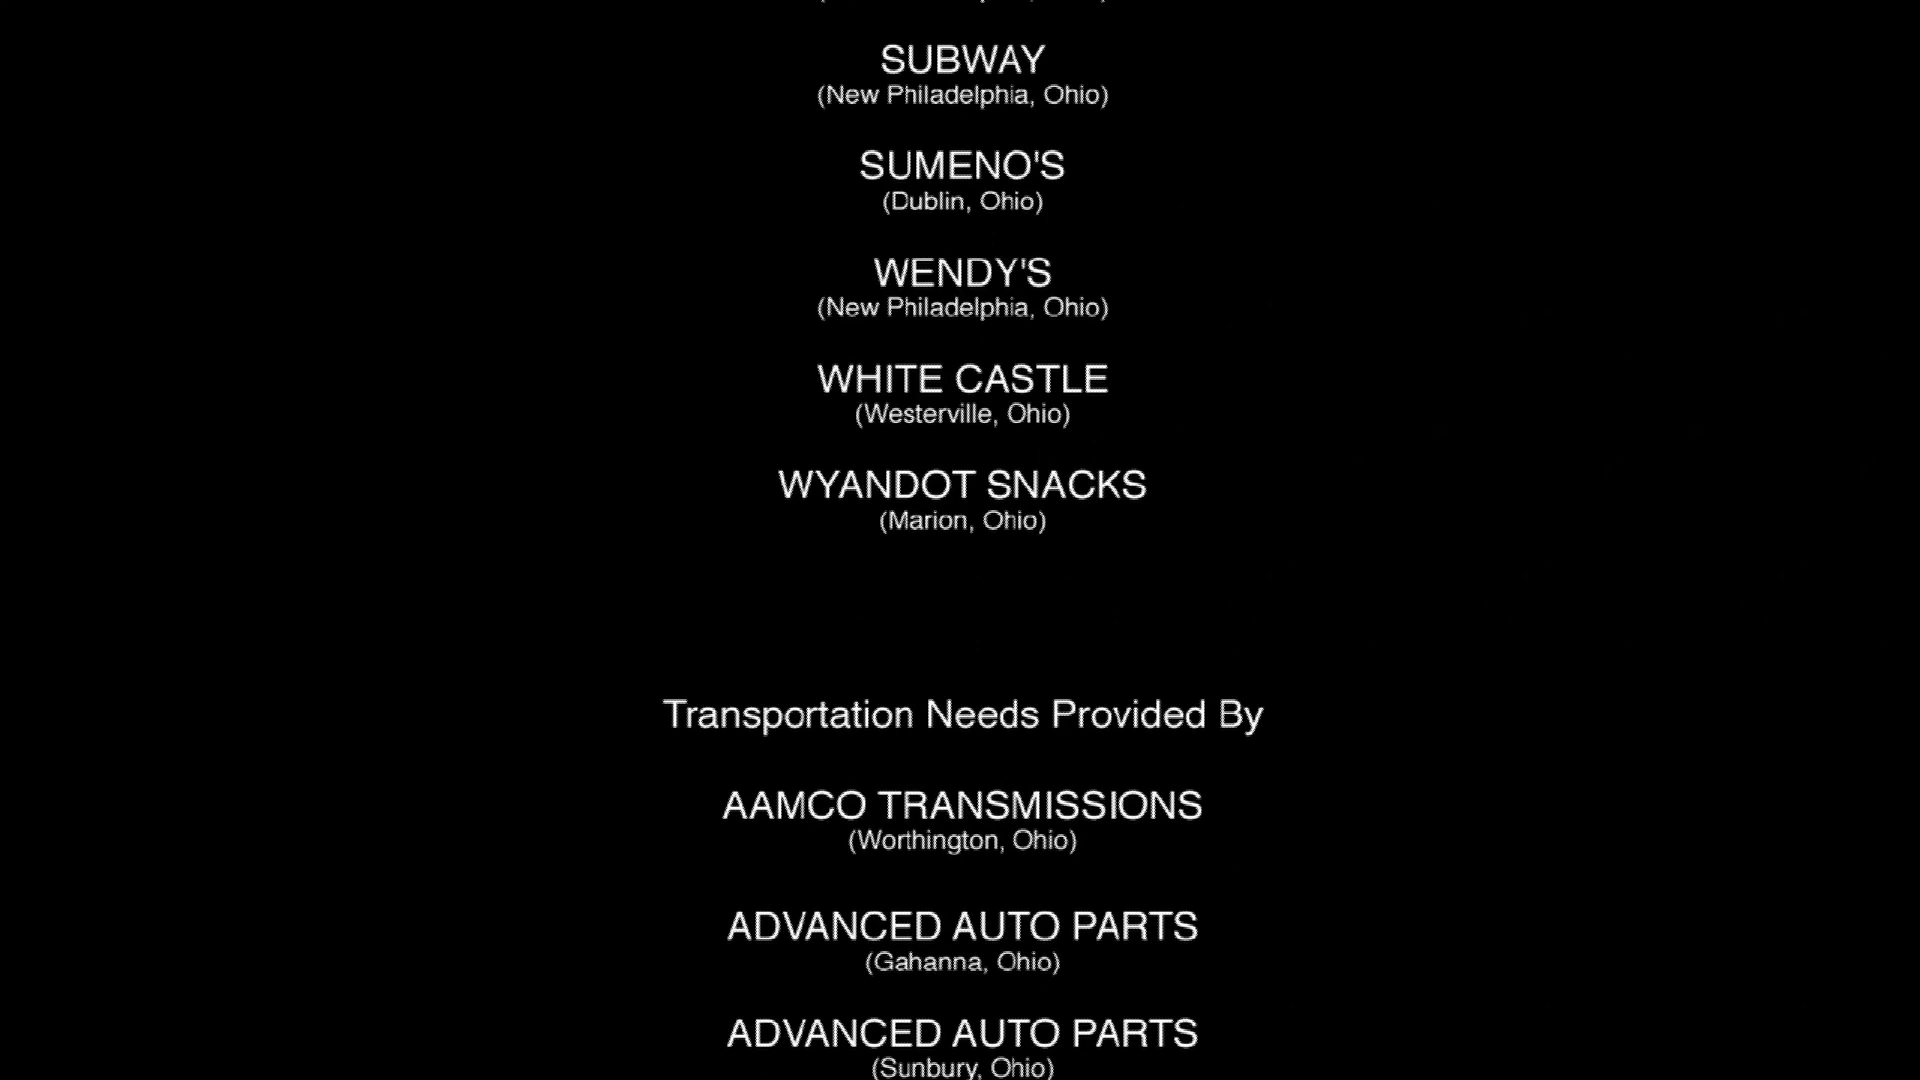 SUBWAY
(New Philadelphia, Ohio)
SUMENO'S
(Dublin, Ohio)
WENDY'S
(New Philadelphia, Ohio)
WHITE CASTLE
(Westerville, Ohio)
WYANDOT SNACKS
(Marion, Ohio)
Transportation Needs Provided By
AAMCO TRANSMISSIONS
(Worthington, Ohio)
ADVANCED AUTO PARTS
(Gahanna, Ohio)
ADVANCED AUTO PARTS
(Sunbury, Ohio)